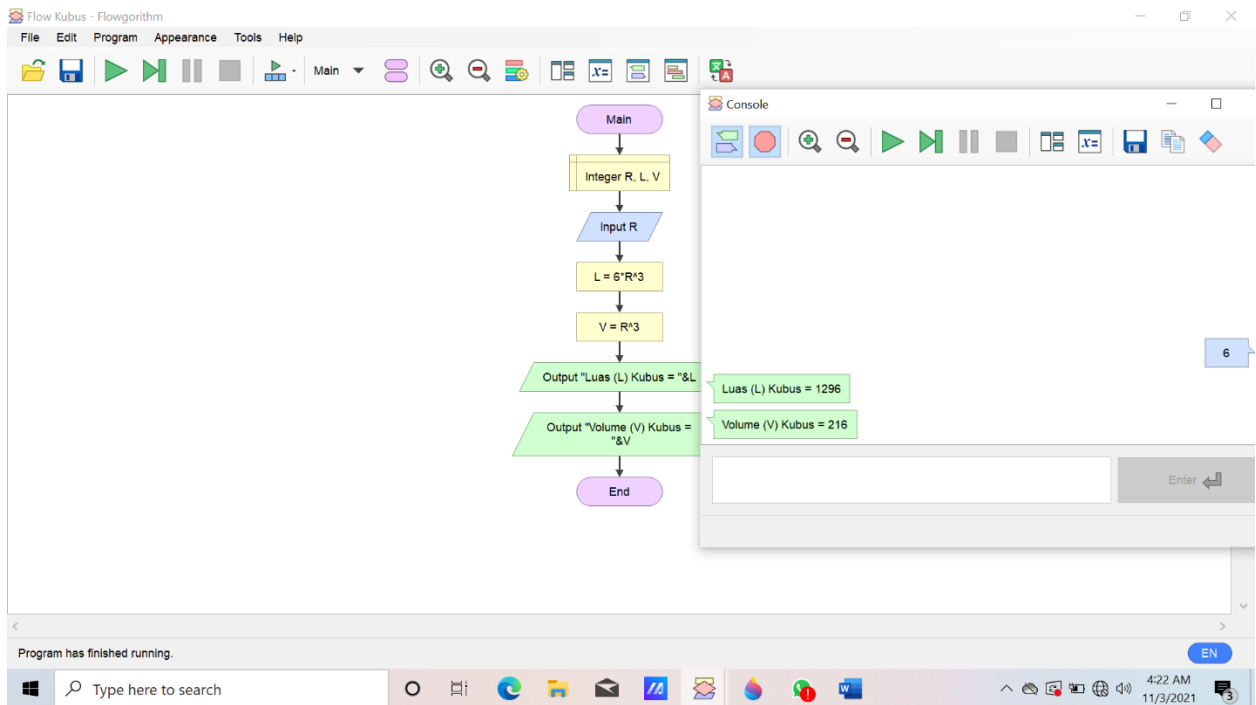 Flow Kubus - Flowgorithm
File Edit Program Appearance Tools Help
Main
Main
Integer R, L, V
Input R
L = 6*R^3
V = R^3
Output "Luas (L) Kubus = "&L
Output "Volume (V) Kubus =
"&V
End
Console
6
Luas (L) Kubus = 1296
Volume (V) Kubus = 216
Enter
Program has finished running.
EN
Type here to search
4:22 AM
11/3/2021
3